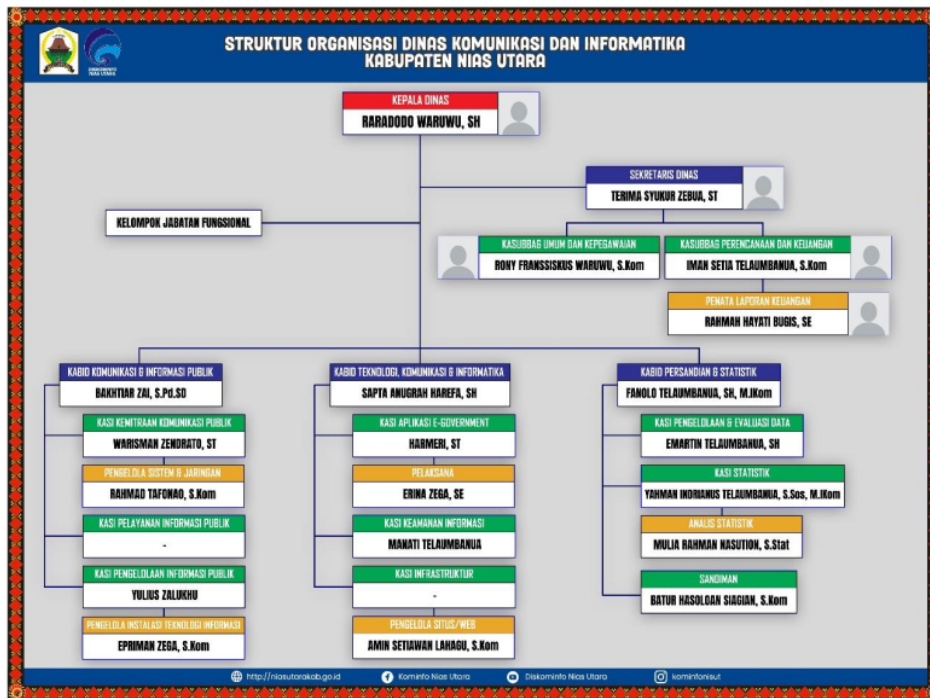 STRUKTUR ORGANISASI DINAS KOMUNIKASI DAN INFORMATIKA
KABUPATEN NIAS UTARA
DISKOMINFO
NIAS UTARA
KEPALA DINAS
RARADODO WARUWU, SH
SEKRETARIS DINAS
TERIMA SYUKUR ZEBUA, ST
KELOMPOK JABATAN FUNGSIONAL
KASUBBAG UMUM DAN KEPEGAWAIAN
RONY FRANSSISKUS WARUWU, S.Kom
KASUBBAG PERENCANAAN DAN KEUANGAN
IMAN SETIA TELAUMBANUA, S.Kom
PENATA LAPORAN KEUANGAN
RAHMAH HAYATI BUGIS, SE
KABID KOMUNIKASI & INFORMASI PUBLIK
BAKHTIAR ZAI, S.Pd.SD
KASI KEMITRAAN KOMUNIKASI PUBLIK
WARISMAN ZENDRATO, ST
PENGELOLA SISTEM & JARINGAN
RAHMAD TAFONAO, S.Kom
KASI PELAYANAN INFORMASI PUBLIK
-
KASI PENGELOLAAN INFORMASI PUBLIK
YULIUS ZALUKHU
PENGELOLA INSTALASI TEKNOLOGI INFORMASI
EPRIMAN ZEGA, S.Kom
KABID TEKNOLOGI, KOMUNIKASI & INFORMATIKA
SAPTA ANUGRAH HAREFA, SH
KASI APLIKASI E-GOVERNMENT
HARMERI, ST
PELAKSANA
ERINA ZEGA, SE
KASI KEAMANAN INFORMASI
MANATI TELAUMBANUA
KASI INFRASTRUKTUR
-
PENGELOLA SITUS/WEB
AMIN SETIAWAN LAHAGU, S.Kom
KABID PERSANDIAN & STATISTIK
FANOLO TELAUMBANUA, SH, M.IKom
KASI PENGELOLAAN & EVALUASI DATA
EMARTIN TELAUMBANUA, SH
KASI STATISTIK
YAHMAN INDRIANUS TELAUMBANUA, S.Sos, M.IKom
ANALIS STATISTIK
MULIA RAHMAN NASUTION, S.Stat
SANDIMAN
BATUR HASOLOAN SIAGIAN, S.Kom
http://niasutarakab.go.id
Kominfo Nias Utara
Diskominfo Nias Utara
kominfonisut